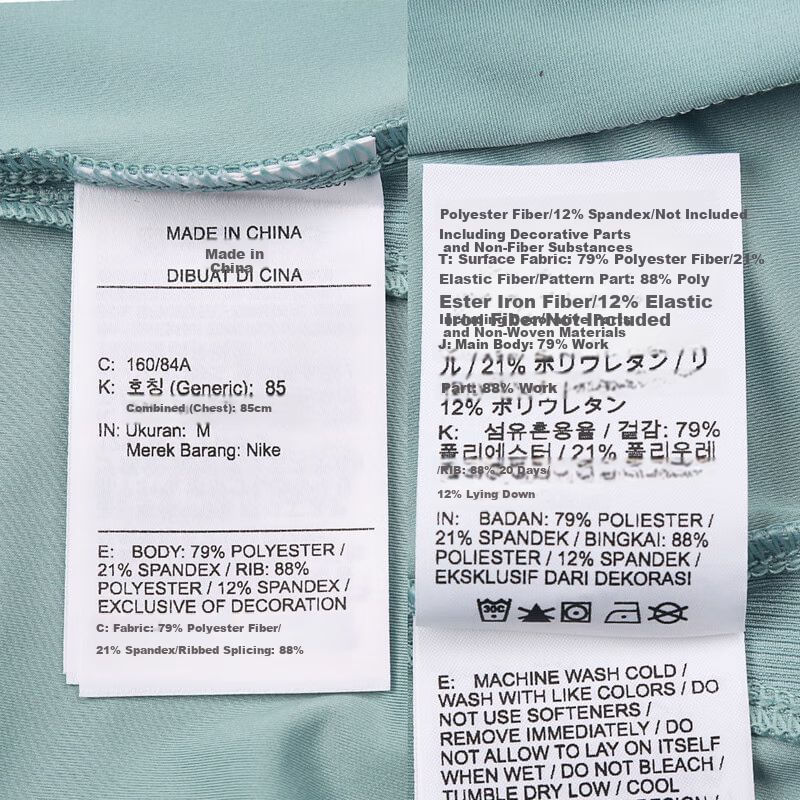 MADE IN CHINA
Made in
China
DIBUAT DI CINA
C: 160/84A
K: 호칭 (Generic): 85
Combined (Chest): 85cm
IN: Ukuran: M
Merek Barang: Nike
E: BODY: 79% POLYESTER /
21% SPANDEX / RIB: 88%
POLYESTER / 12% SPANDEX /
EXCLUSIVE OF DECORATION
C: Fabric: 79% Polyester Fiber/
21% Spandex/Ribbed Splicing: 88%
Polyester Fiber/12% Spandex/Not Included
Including Decorative Parts
and Non-Fiber Substances
T: Surface Fabric: 79% Polyester Fiber/21%
Elastic Fiber/Pattern Part: 88% Poly
Ester Iron Fiber/12% Elastic
Iron Fiber/Not Included
Including Decorative Parts
and Non-Woven Materials
J: Main Body: 79% Work
ル / 21% ポリウレタン / リ
Part: 88% Work
12% ポリウレタン
K: 섬유혼용율 / 겉감: 79%
폴리에스터 / 21% 폴리우레
/RIB: 88% 20 Days/
12% Lying Down
IN: BADAN: 79% POLIESTER /
21% SPANDEK / BINGKAI: 88%
POLIESTER / 12% SPANDEK /
EKSKLUSIF DARI DEKORASI
30C
E: MACHINE WASH COLD /
WASH WITH LIKE COLORS / DO
NOT USE SOFTENERS /
REMOVE IMMEDIATELY / DO
NOT ALLOW TO LAY ON ITSELF
WHEN WET / DO NOT BLEACH /
TUMBLE DRY LOW / COOL